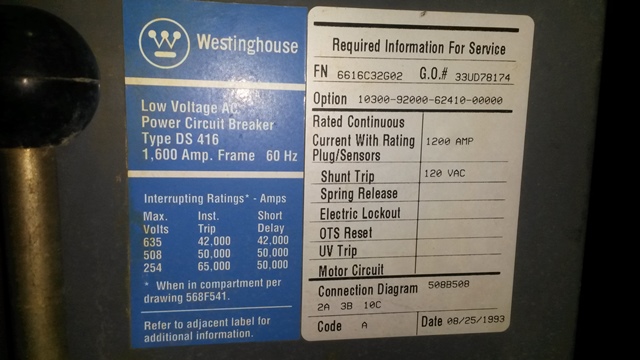 Westinghouse
Low Voltage AC
Power Circuit Breaker
Type DS 416
1,600 Amp. Frame 60 Hz
Interrupting Ratings* - Amps
Max. Inst. Short
Volts Trip Delay
635 42,000 42,000
508 50,000 50,000
254 65,000 50,000
* When in compartment per
drawing 568F541.
Refer to adjacent label for
additional information.
Required Information For Service
FN 6616C32G02 G.O.# 33UD78174
Option 10300-92000-62410-00000
Rated Continuous
Current With Rating 1200 AMP
Plug/Sensors
Shunt Trip 120 VAC
Spring Release
Electric Lockout
OTS Reset
UV Trip
Motor Circuit
Connection Diagram 508B508
2A 3B 10C
Code A Date 08/25/1993